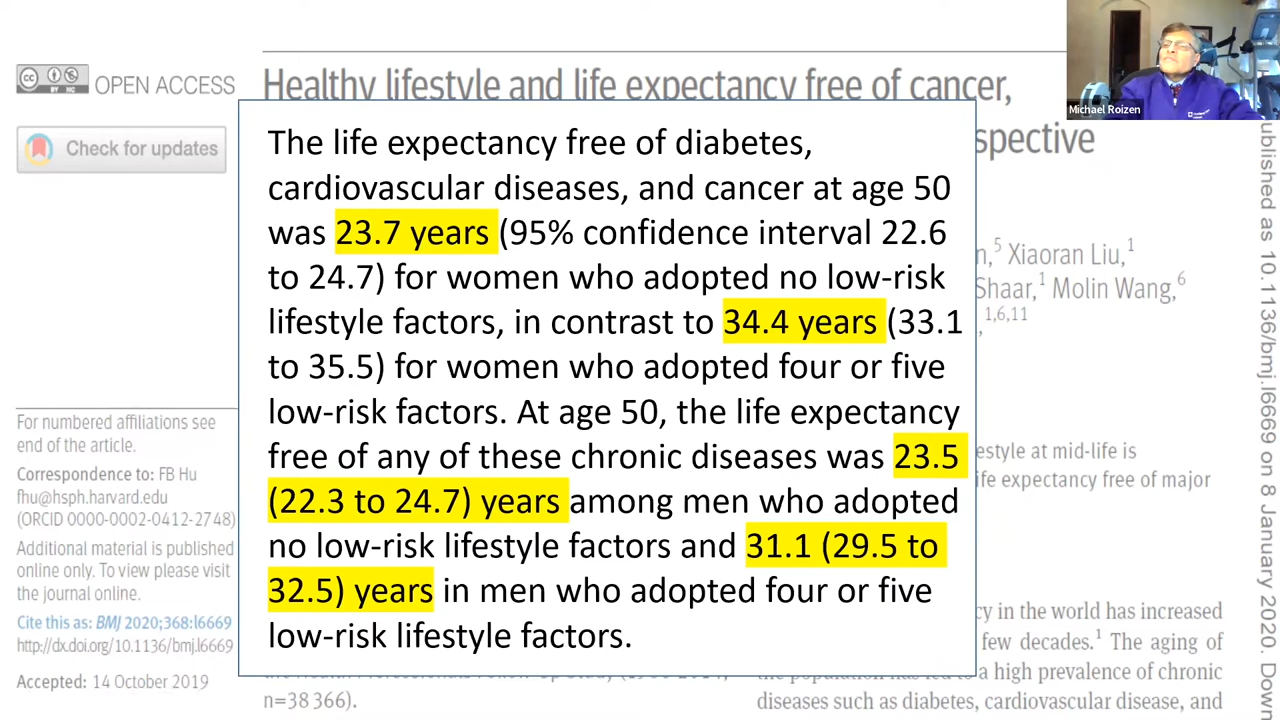 OPEN ACCESS
Check for updates
Healthy lifestyle and life expectancy free of cancer,
spective
Michael Roizen
The life expectancy free of diabetes,
cardiovascular diseases, and cancer at age 50
was 23.7 years (95% confidence interval 22.6
to 24.7) for women who adopted no low-risk
lifestyle factors, in contrast to 34.4 years (33.1
to 35.5) for women who adopted four or five
low-risk factors. At age 50, the life expectancy
free of any of these chronic diseases was 23.5
(22.3 to 24.7) years among men who adopted
no low-risk lifestyle factors and 31.1 (29.5 to
32.5) years in men who adopted four or five
low-risk lifestyle factors.
n,5 Xiaoran Liu,1
Shaar,1 Molin Wang,6
1,6,11
estyle at mid-life is
ife expectancy free of major
For numbered affiliations see
end of the article.
Correspondence to: FB Hu
fhu@hsph.harvard.edu
(ORCID 0000-0002-0412-2748)
Additional material is published
online only. To view please visit
the journal online.
Cite this as: BMJ 2020;368:l6669
http://dx.doi.org/10.1136/bmj.l6669
Accepted: 14 October 2019
n=38 366).
cy in the world has increased
few decades.1 The aging of
a high prevalence of chronic
diseases such as diabetes, cardiovascular disease, and
ublished as 10.1136/bmj.l6669 on 8 January 2020. Down